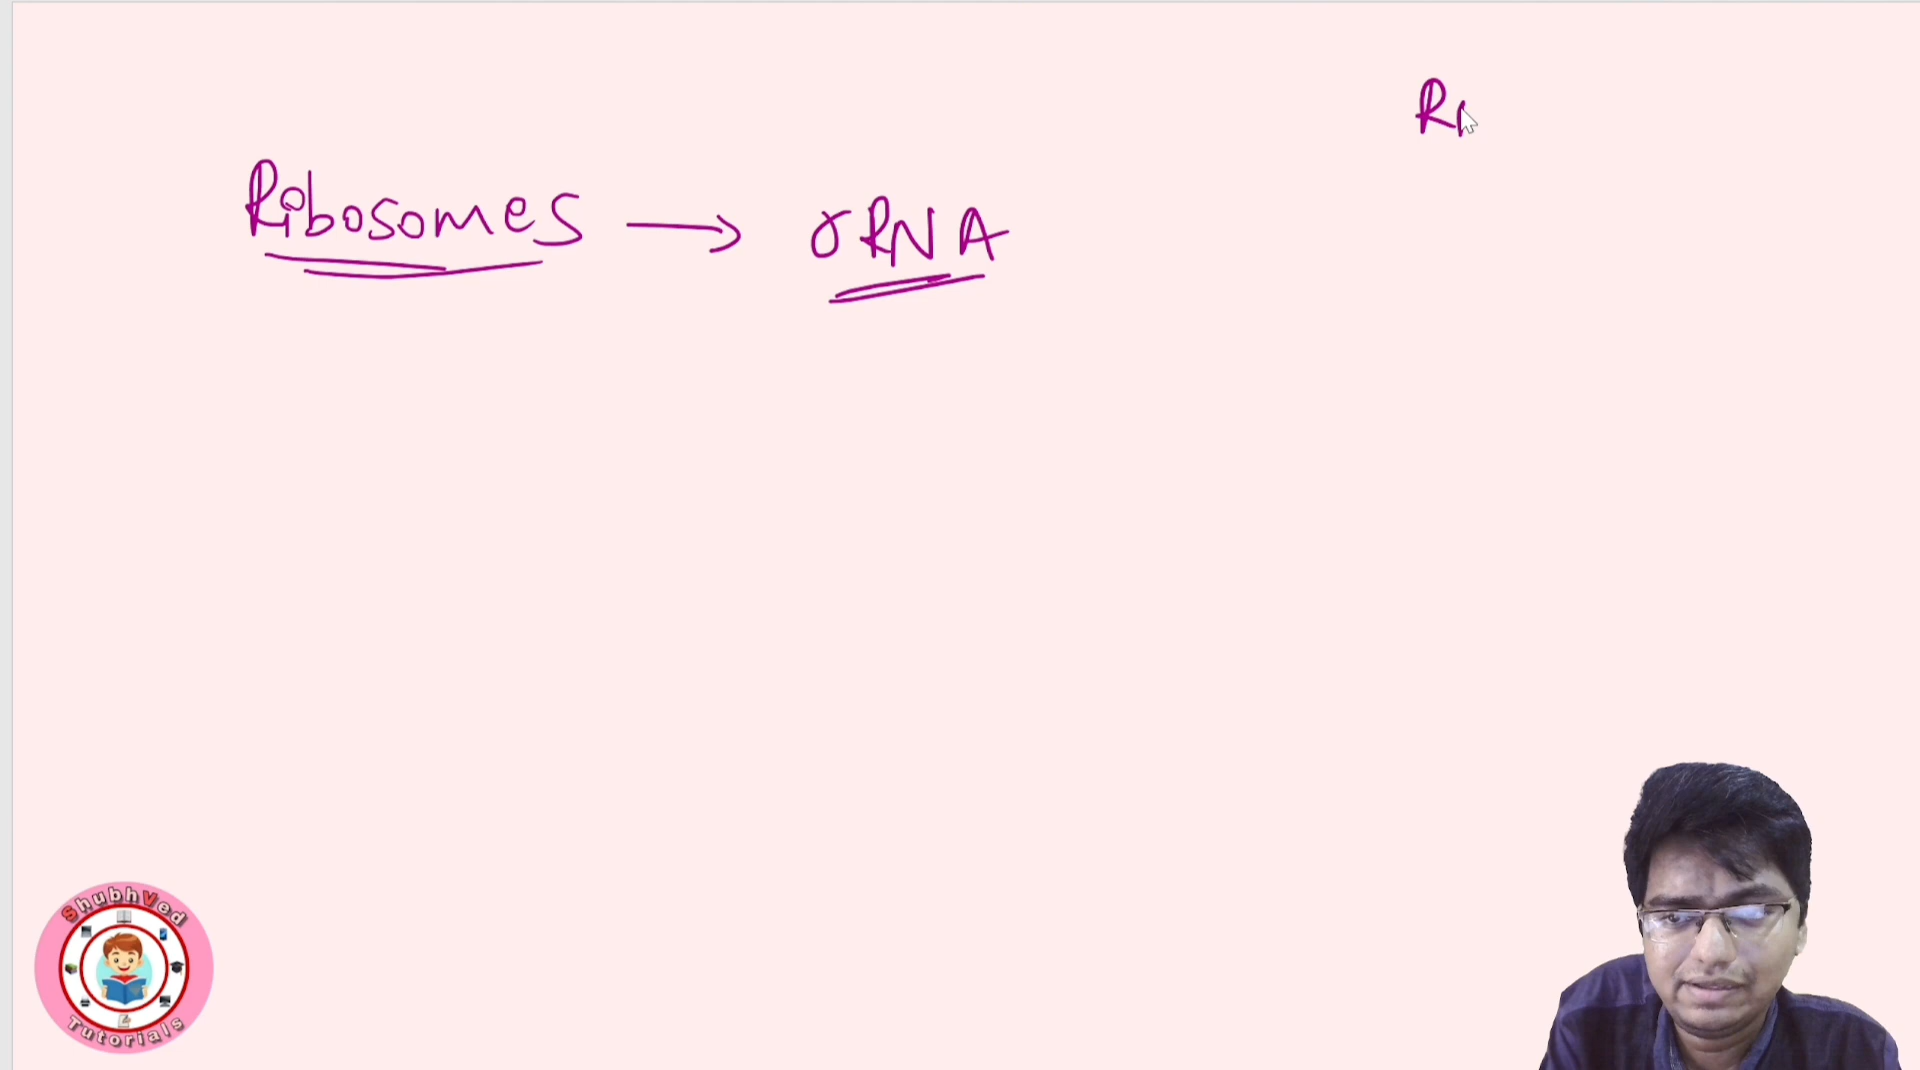 R
Ribosomes → rRNA
ShubhVed
Tutorials